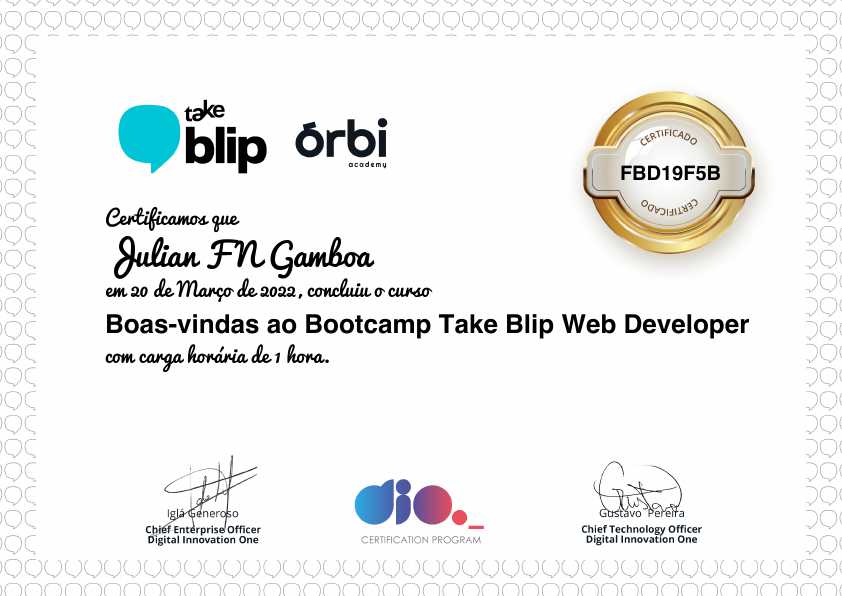 take
blip
órbi
academy
CERTIFICADO
FBD19F5B
CERTIFICADO
Certificamos que
Julian FN Gamboa
em 20 de Março de 2022, concluiu o curso
Boas-vindas ao Bootcamp Take Blip Web Developer
com carga horária de 1 hora.
Iglá Generoso
Chief Enterprise Officer
Digital Innovation One
dio._
CERTIFICATION PROGRAM
Gustavo Pereira
Chief Technology Officer
Digital Innovation One